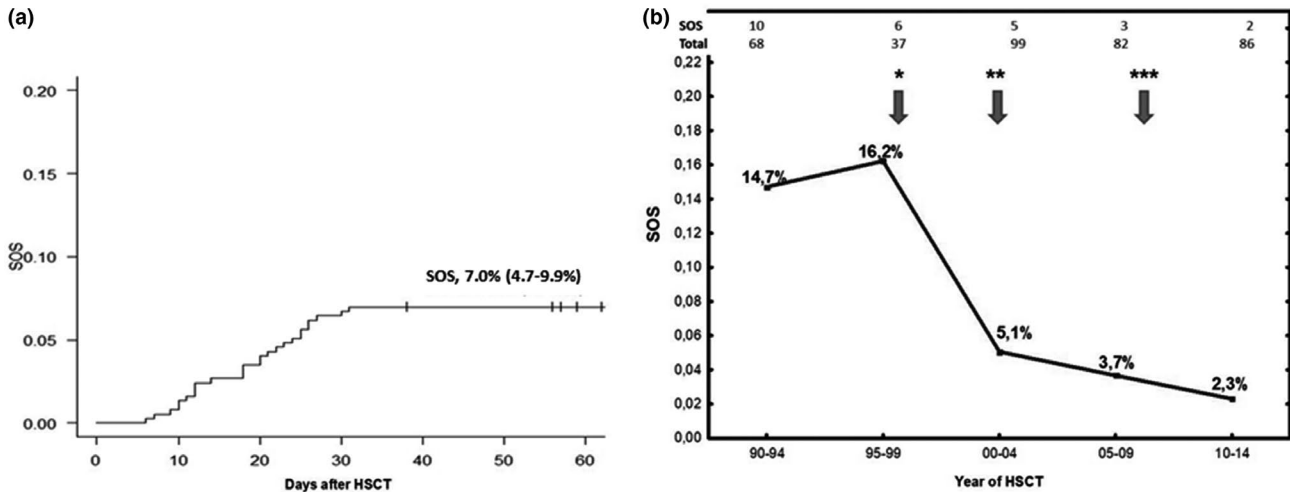 (a)
0.20
0.15
0.10
0.05
0.00
SOS
SOS, 7.0% (4.7-9.9%)
0 10 20 30 40 50 60
Days after HSCT
(b)
SOS 10 6 5 3 2
Total 68 37 99 82 86
0,22
0,20
0,18
0,16
0,14
0,12
0,10
0,08
0,06
0,04
0,02
0,00
SOS
* ** ***
14,7%
16,2%
5,1%
3,7%
2,3%
90-94 95-99 00-04 05-09 10-14
Year of HSCT